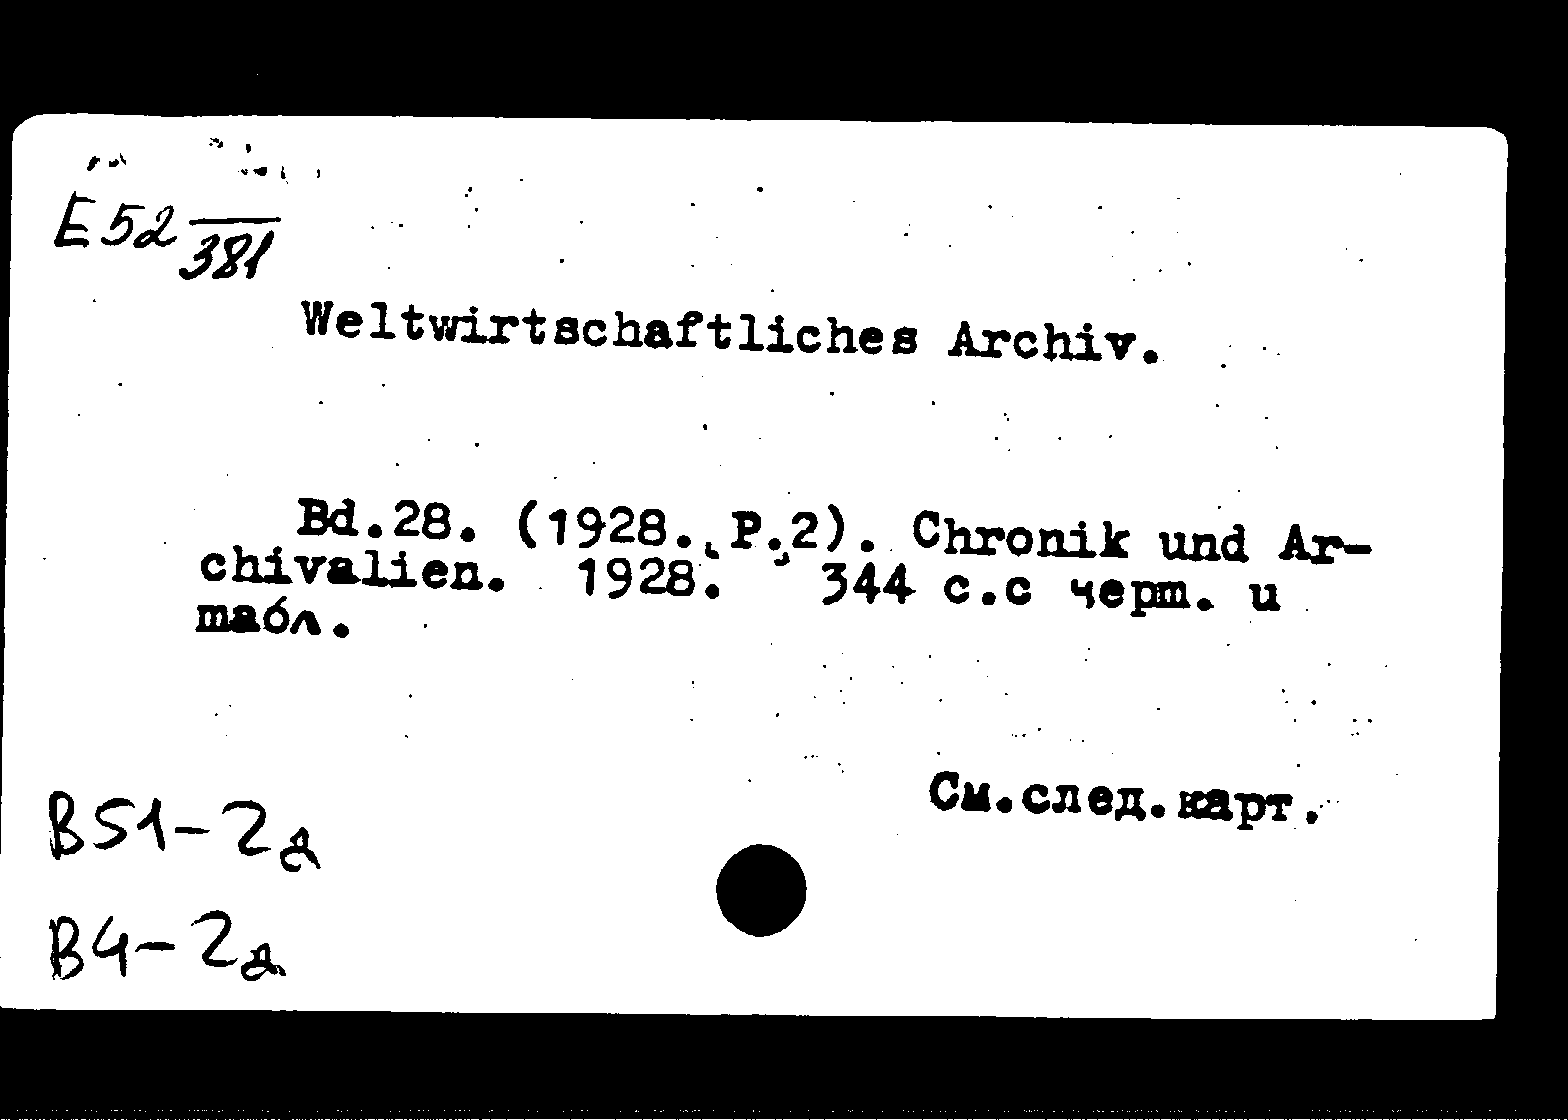 E 52
381
Weltwirtschaftliches Archiv.
Bd.28. (1928. P.2). Chronik und Ar-
chivalien. 1928. 344 c.c черт. и
табл.
См.след.карт.
B51-2д
B4-2д